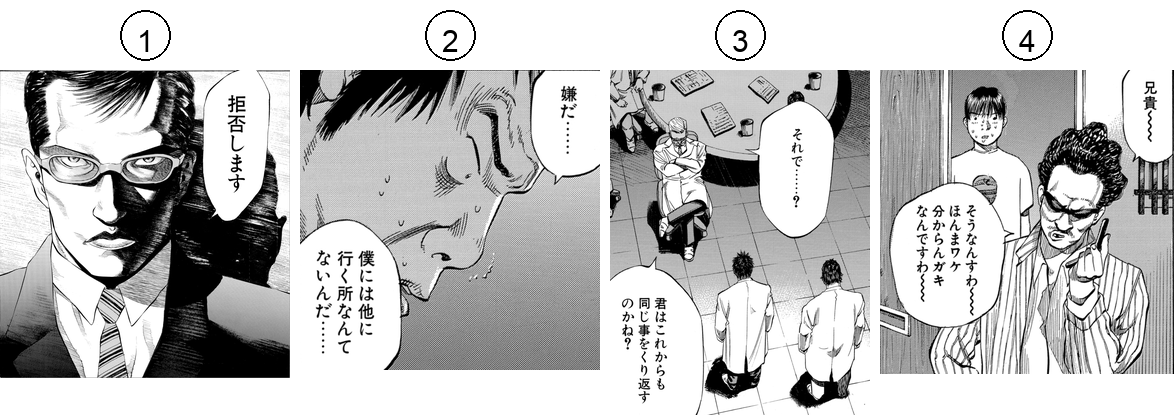 1
拒否します
2
嫌だ……
僕には他に
行く所なんて
ないんだ……
3
それで……?
君はこれからも
同じ事をくり返す
のかね?
4
兄貴〜〜〜
そうなんすわ〜〜〜
ほんまワケ
分からんガキ
なんですわ〜〜